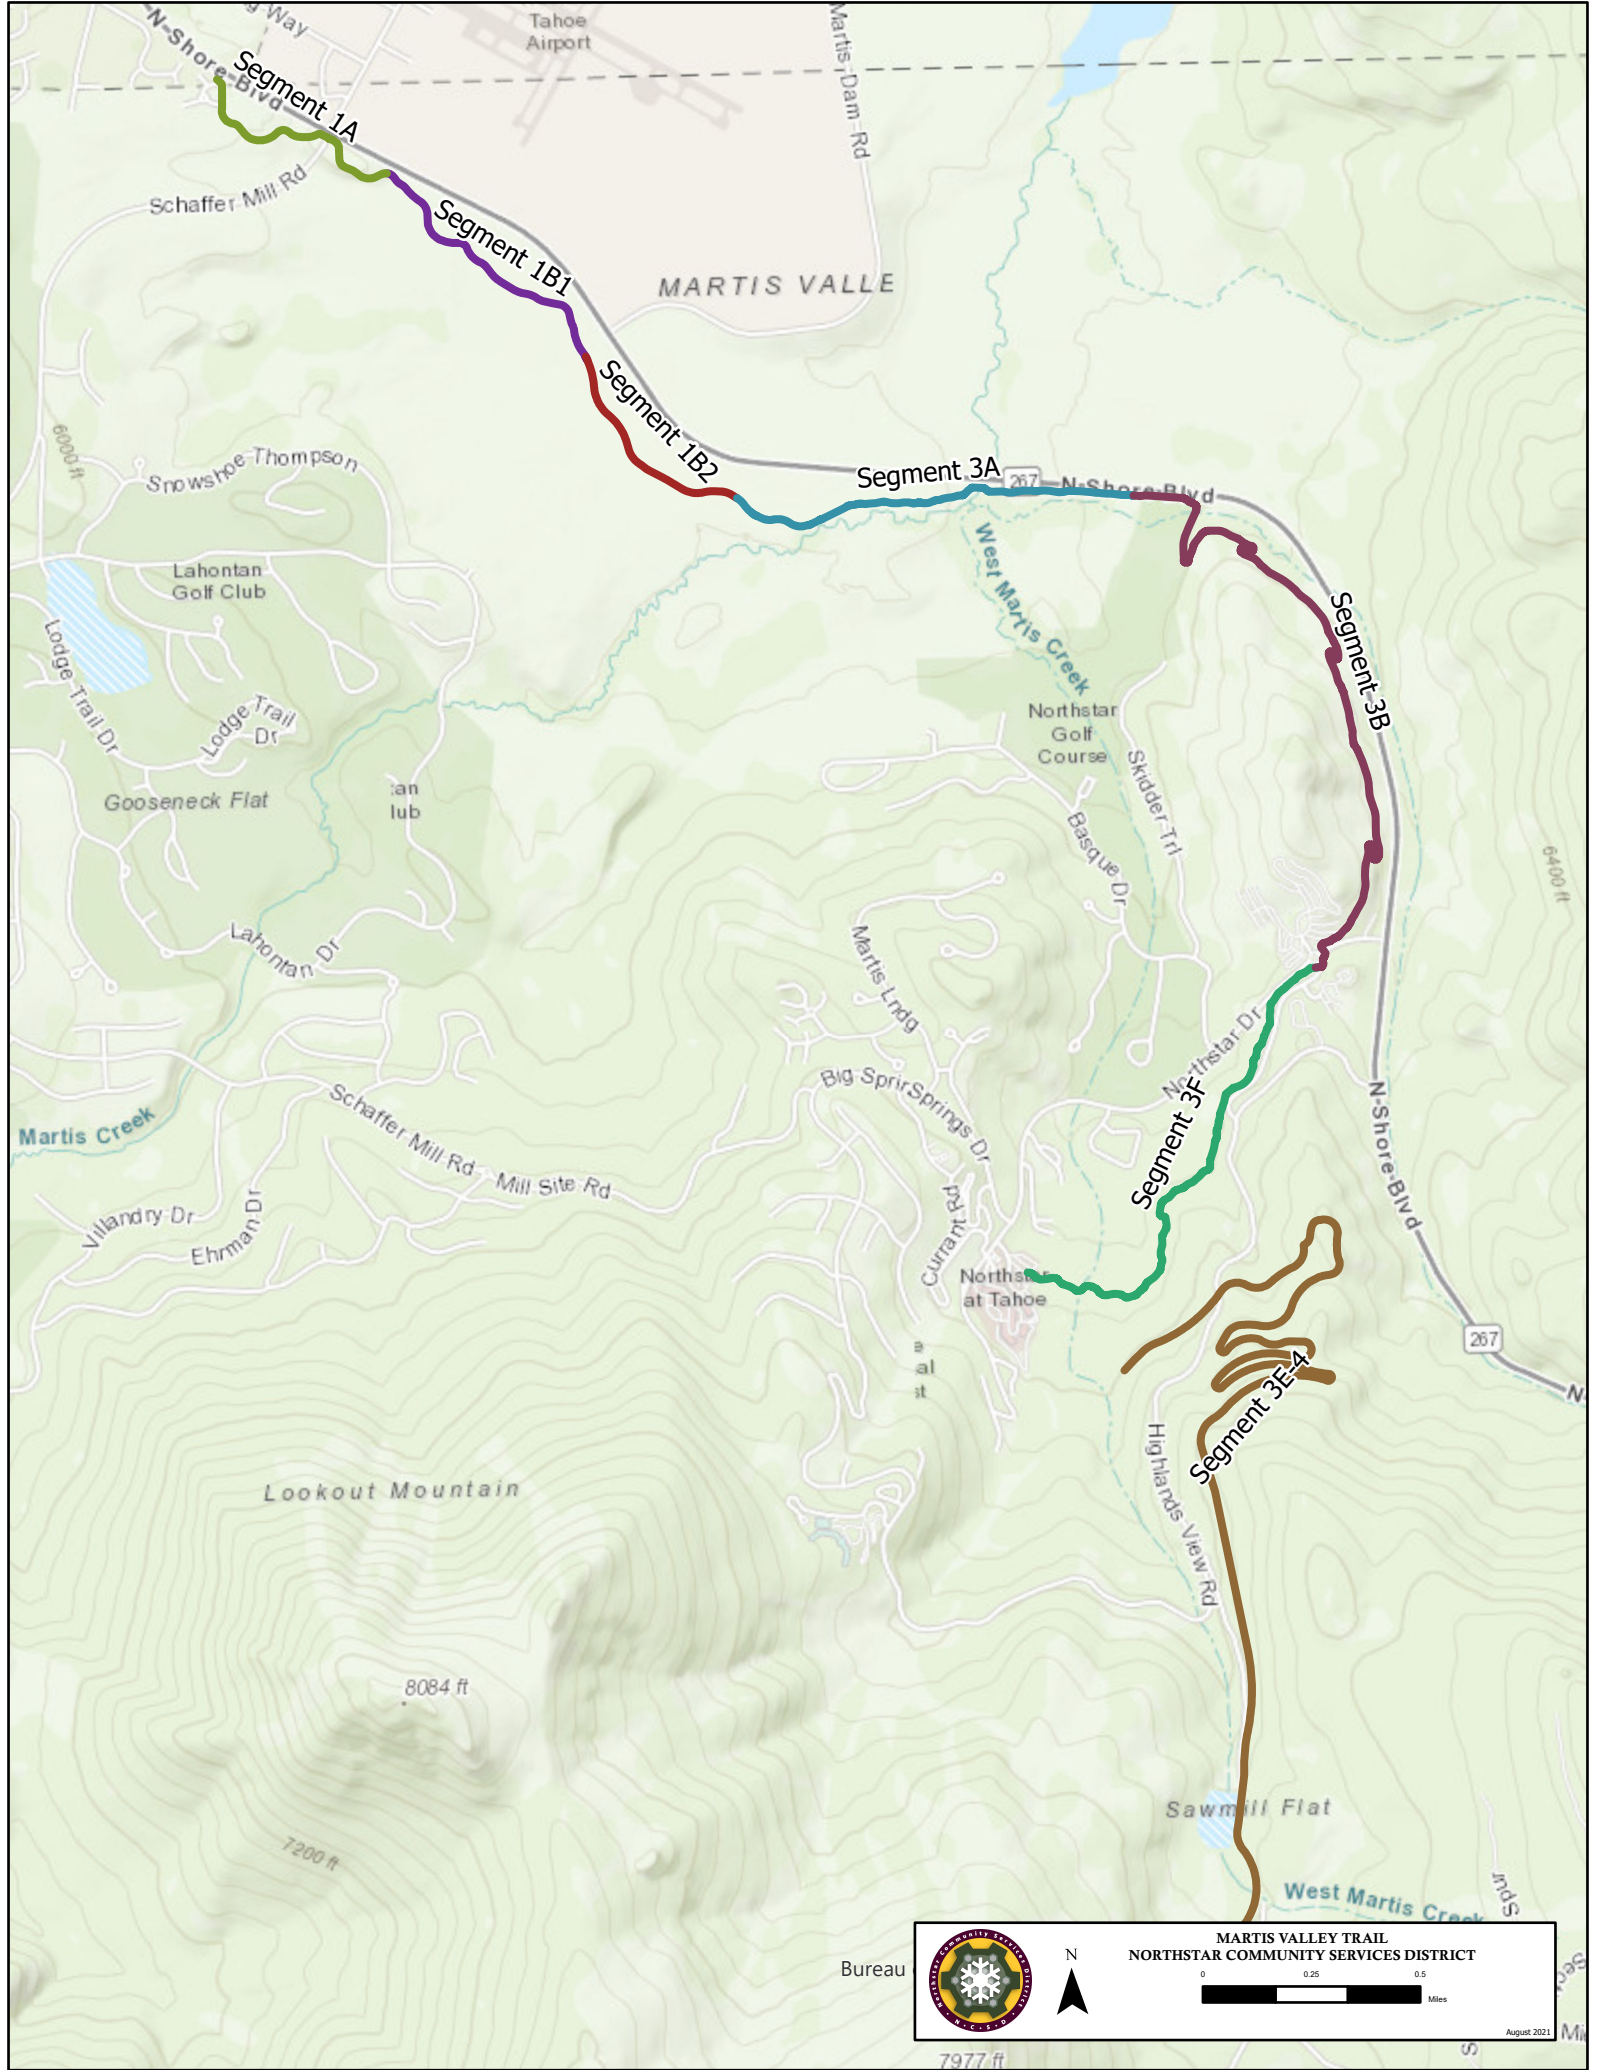 Tahoe
Airport
N-Shore-Blvd
Segment 1A
Martis-Dam-Rd
Schaffer Mill Rd
Segment 1B1
MARTIS VALLE
Segment 1B2
6000 ft
Snowshoe Thompson
Segment 3A
267
N-Shore-Blvd
West Martis Creek
Lahontan
Golf Club
Segment 3B
Lodge Trail Dr
Lodge Trail
Dr
Northstar
Golf
Course
Skidder-Trl
Gooseneck Flat
Basque Dr
6400 ft
Lahontan Dr
Martis Lndg
Northstar Dr
Big Sprir
Springs Dr
Segment 3F
N-Shore-Blvd
Martis Creek
Schaffer Mill-Rd
Mill Site Rd
Villandry Dr
Ehrman Dr
Currant Rd
Northstar
at Tahoe
267
Segment 3E-4
Highlands-View Rd
Lookout Mountain
8084 ft
Sawmill Flat
7200 ft
West Martis Creek
Spur
Bureau
MARTIS VALLEY TRAIL
NORTHSTAR COMMUNITY SERVICES DISTRICT
Northstar Community Services District
N.C.S.D
N
0 0.25 0.5
Miles
August 2021
7977 ft